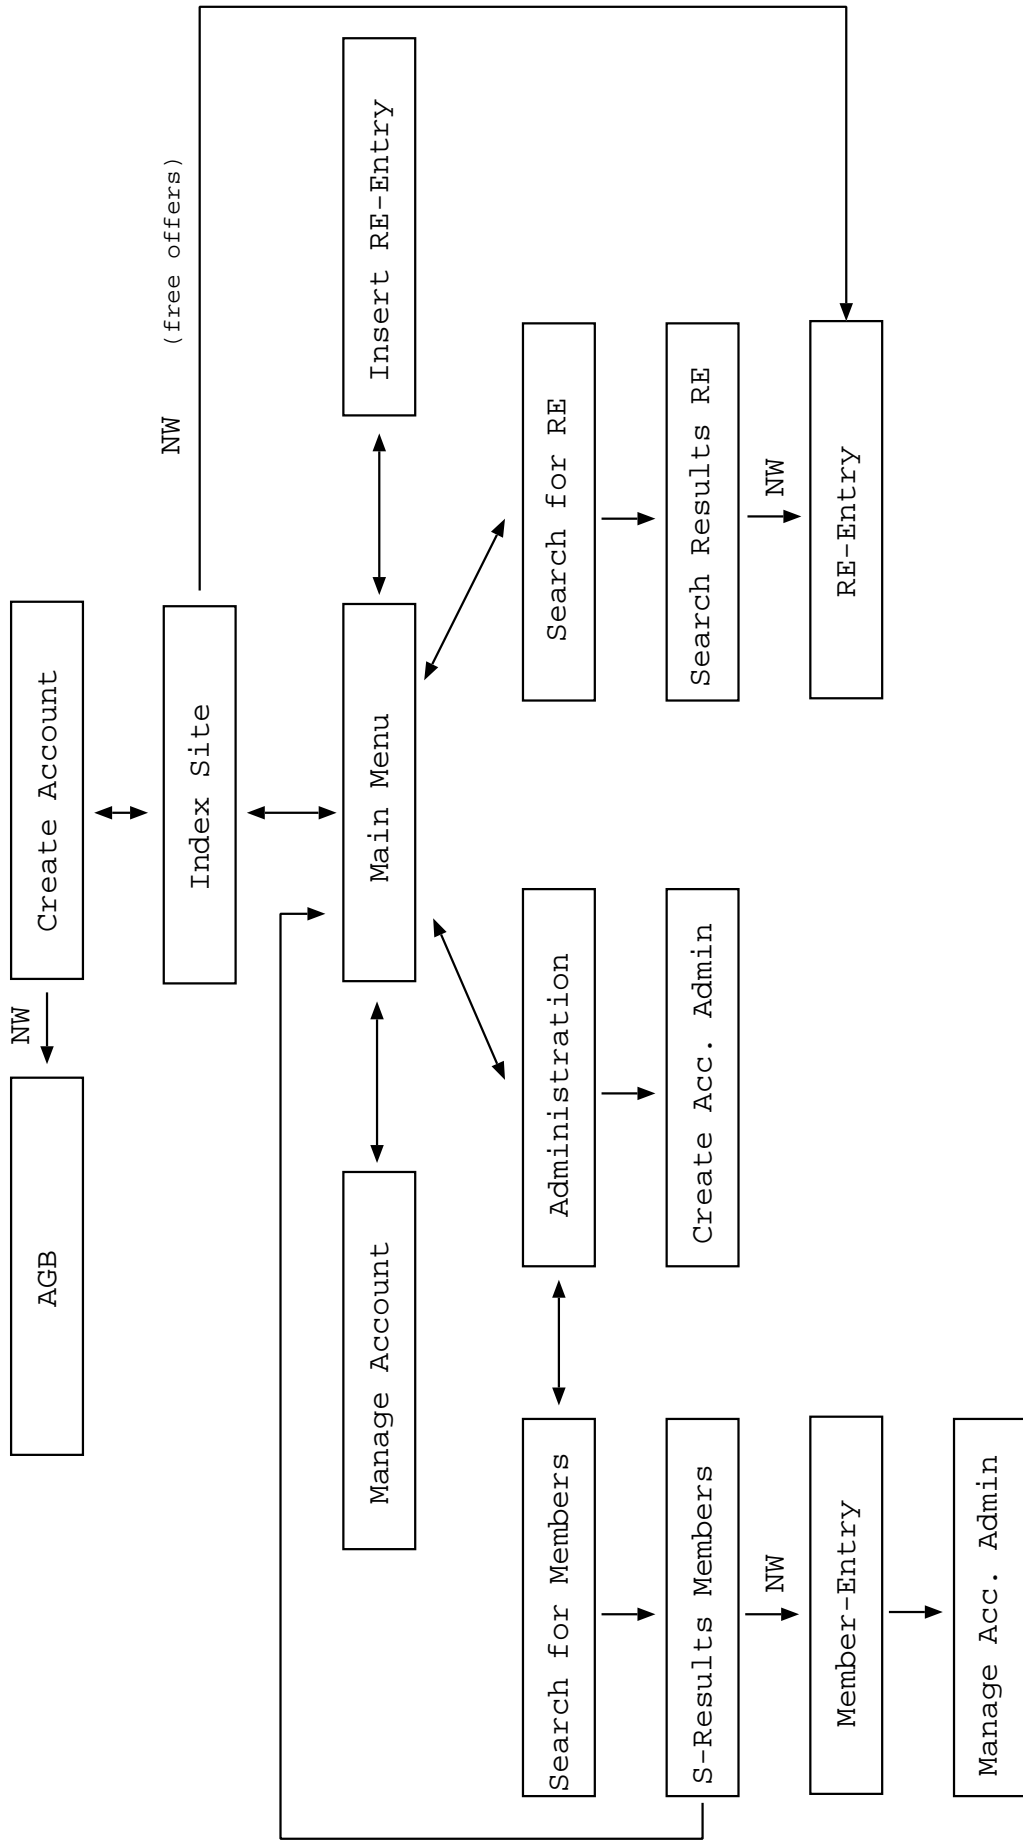 Create Account
NW
AGB
Index Site
NW (free offers)
Main Menu
Insert RE-Entry
Manage Account
Search for RE
Administration
Search for Members
Search Results RE
Create Acc. Admin
S-Results Members
NW
NW
RE-Entry
Member-Entry
Manage Acc. Admin